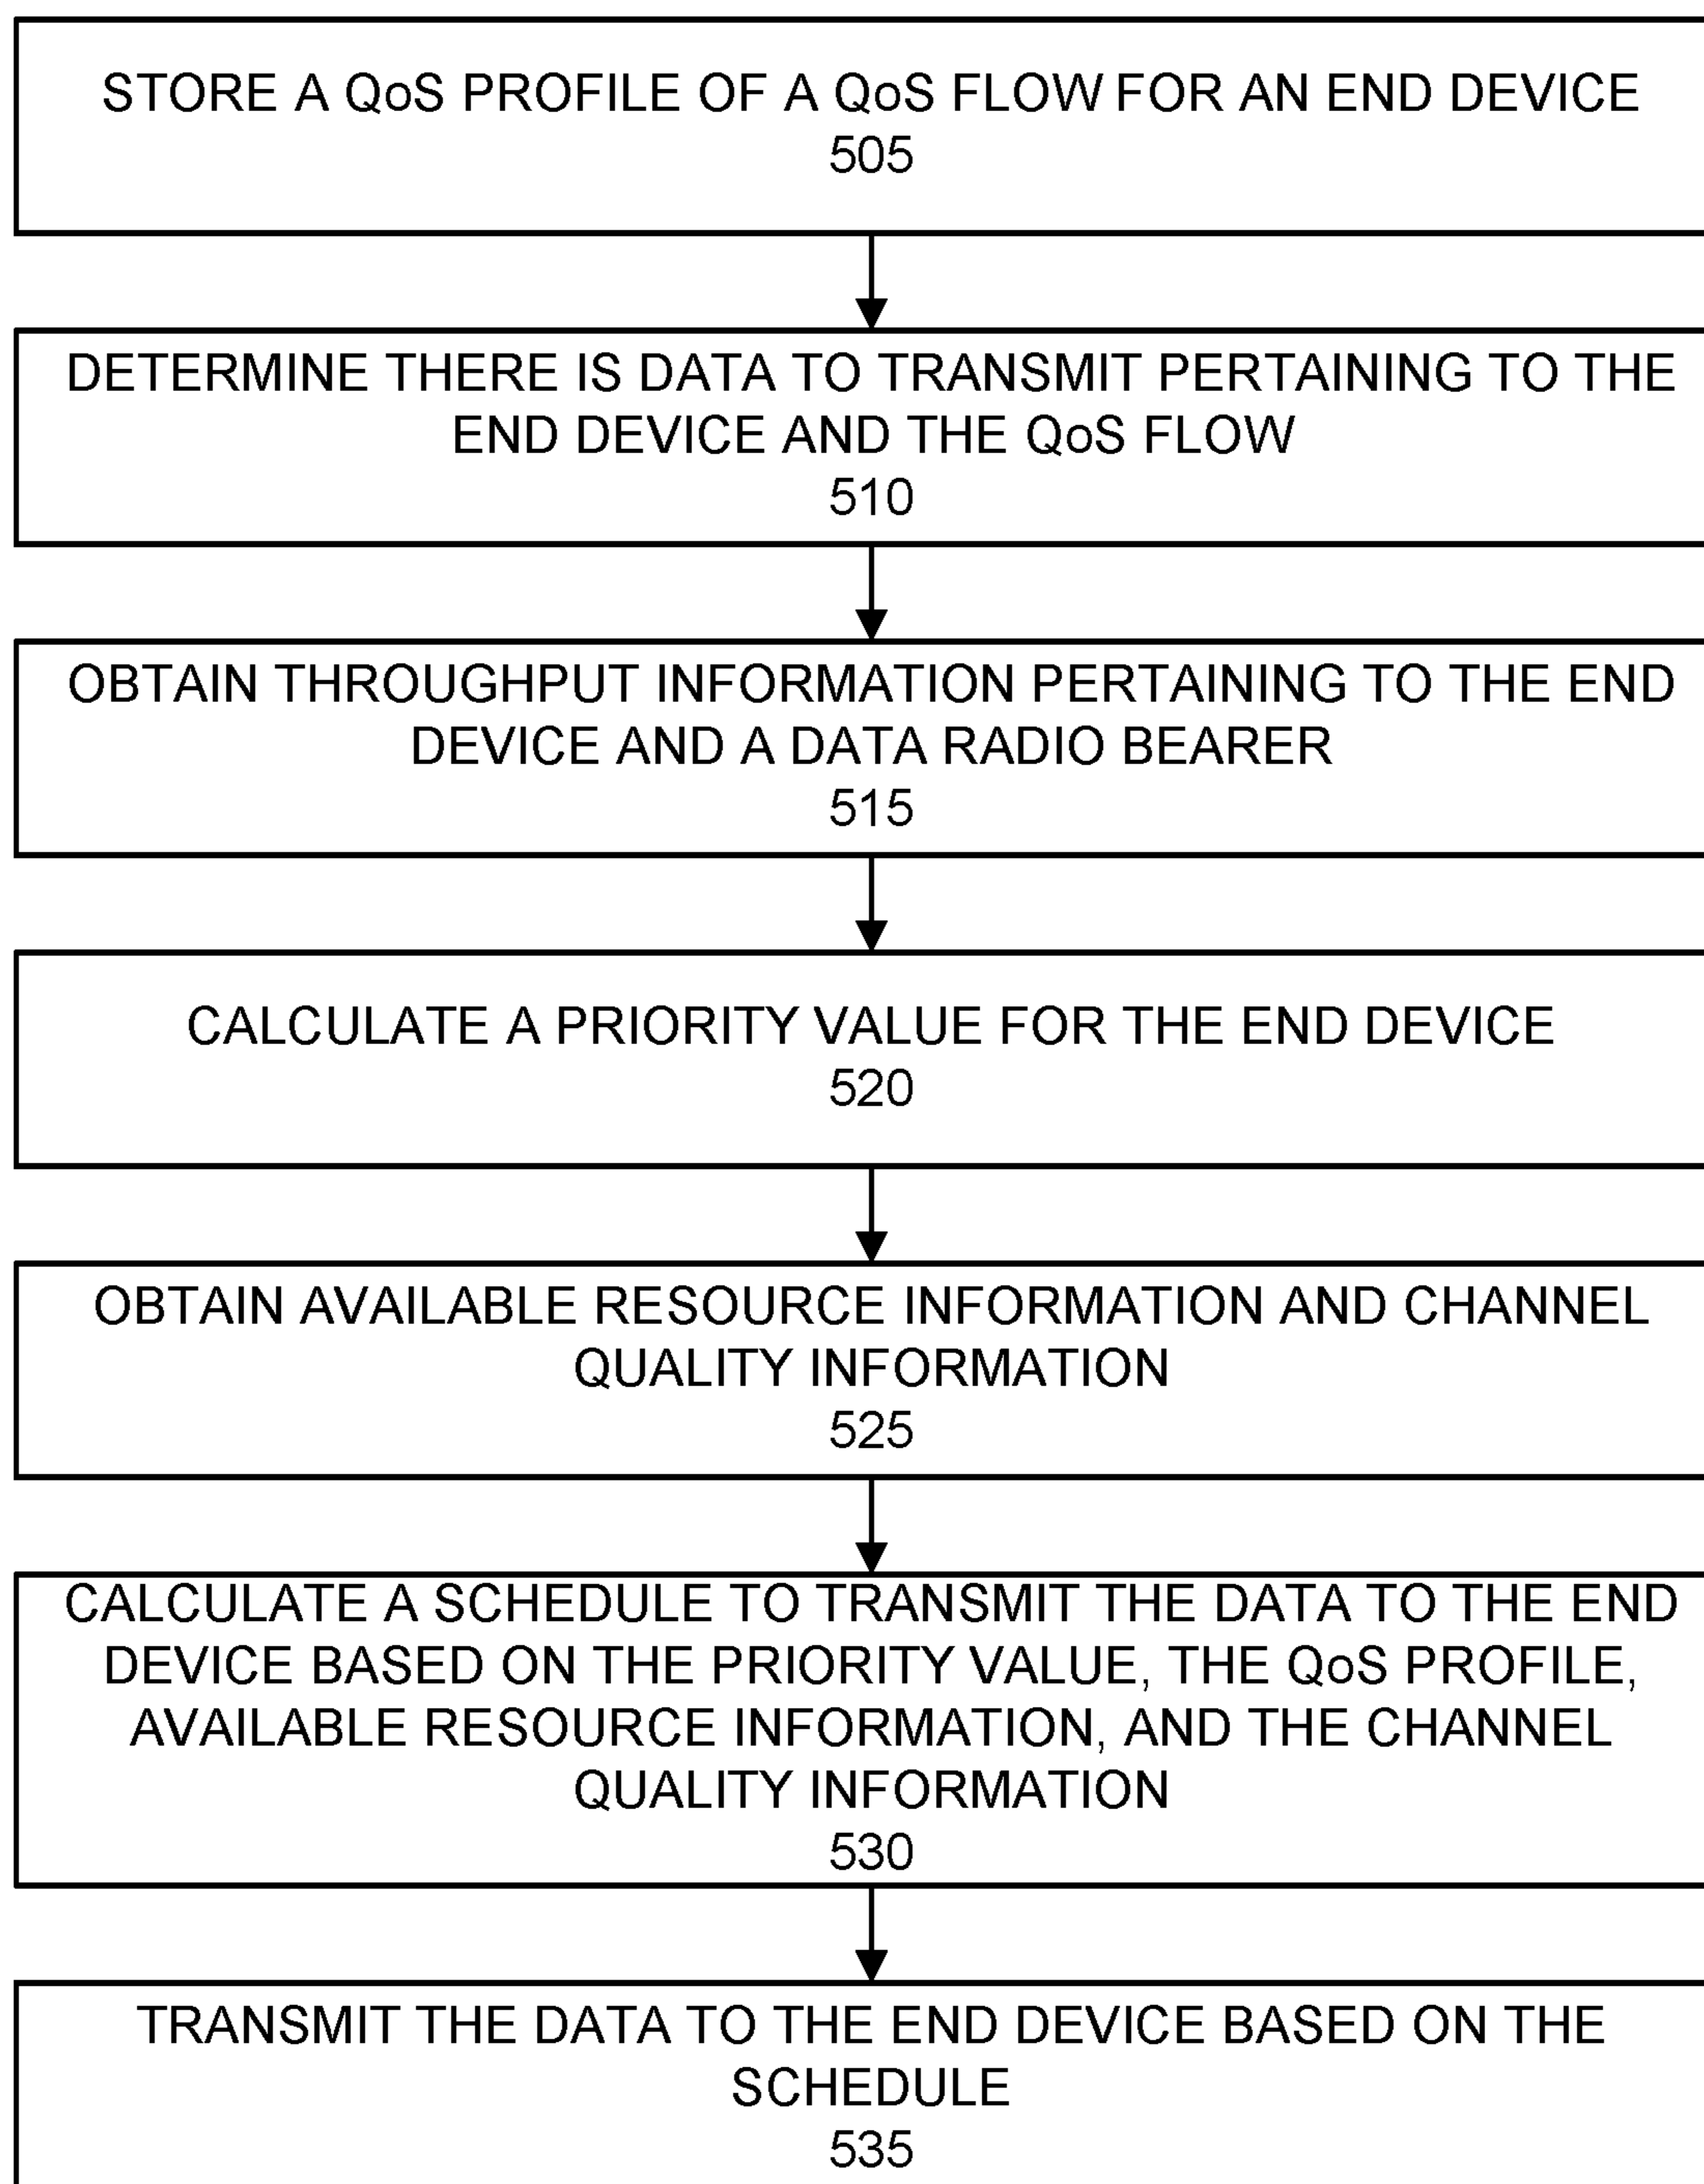 STORE A QoS PROFILE OF A QoS FLOW FOR AN END DEVICE
505
DETERMINE THERE IS DATA TO TRANSMIT PERTAINING TO THE
END DEVICE AND THE QoS FLOW
510
OBTAIN THROUGHPUT INFORMATION PERTAINING TO THE END
DEVICE AND A DATA RADIO BEARER
515
CALCULATE A PRIORITY VALUE FOR THE END DEVICE
520
OBTAIN AVAILABLE RESOURCE INFORMATION AND CHANNEL
QUALITY INFORMATION
525
CALCULATE A SCHEDULE TO TRANSMIT THE DATA TO THE END
DEVICE BASED ON THE PRIORITY VALUE, THE QoS PROFILE,
AVAILABLE RESOURCE INFORMATION, AND THE CHANNEL
QUALITY INFORMATION
530
TRANSMIT THE DATA TO THE END DEVICE BASED ON THE
SCHEDULE
535